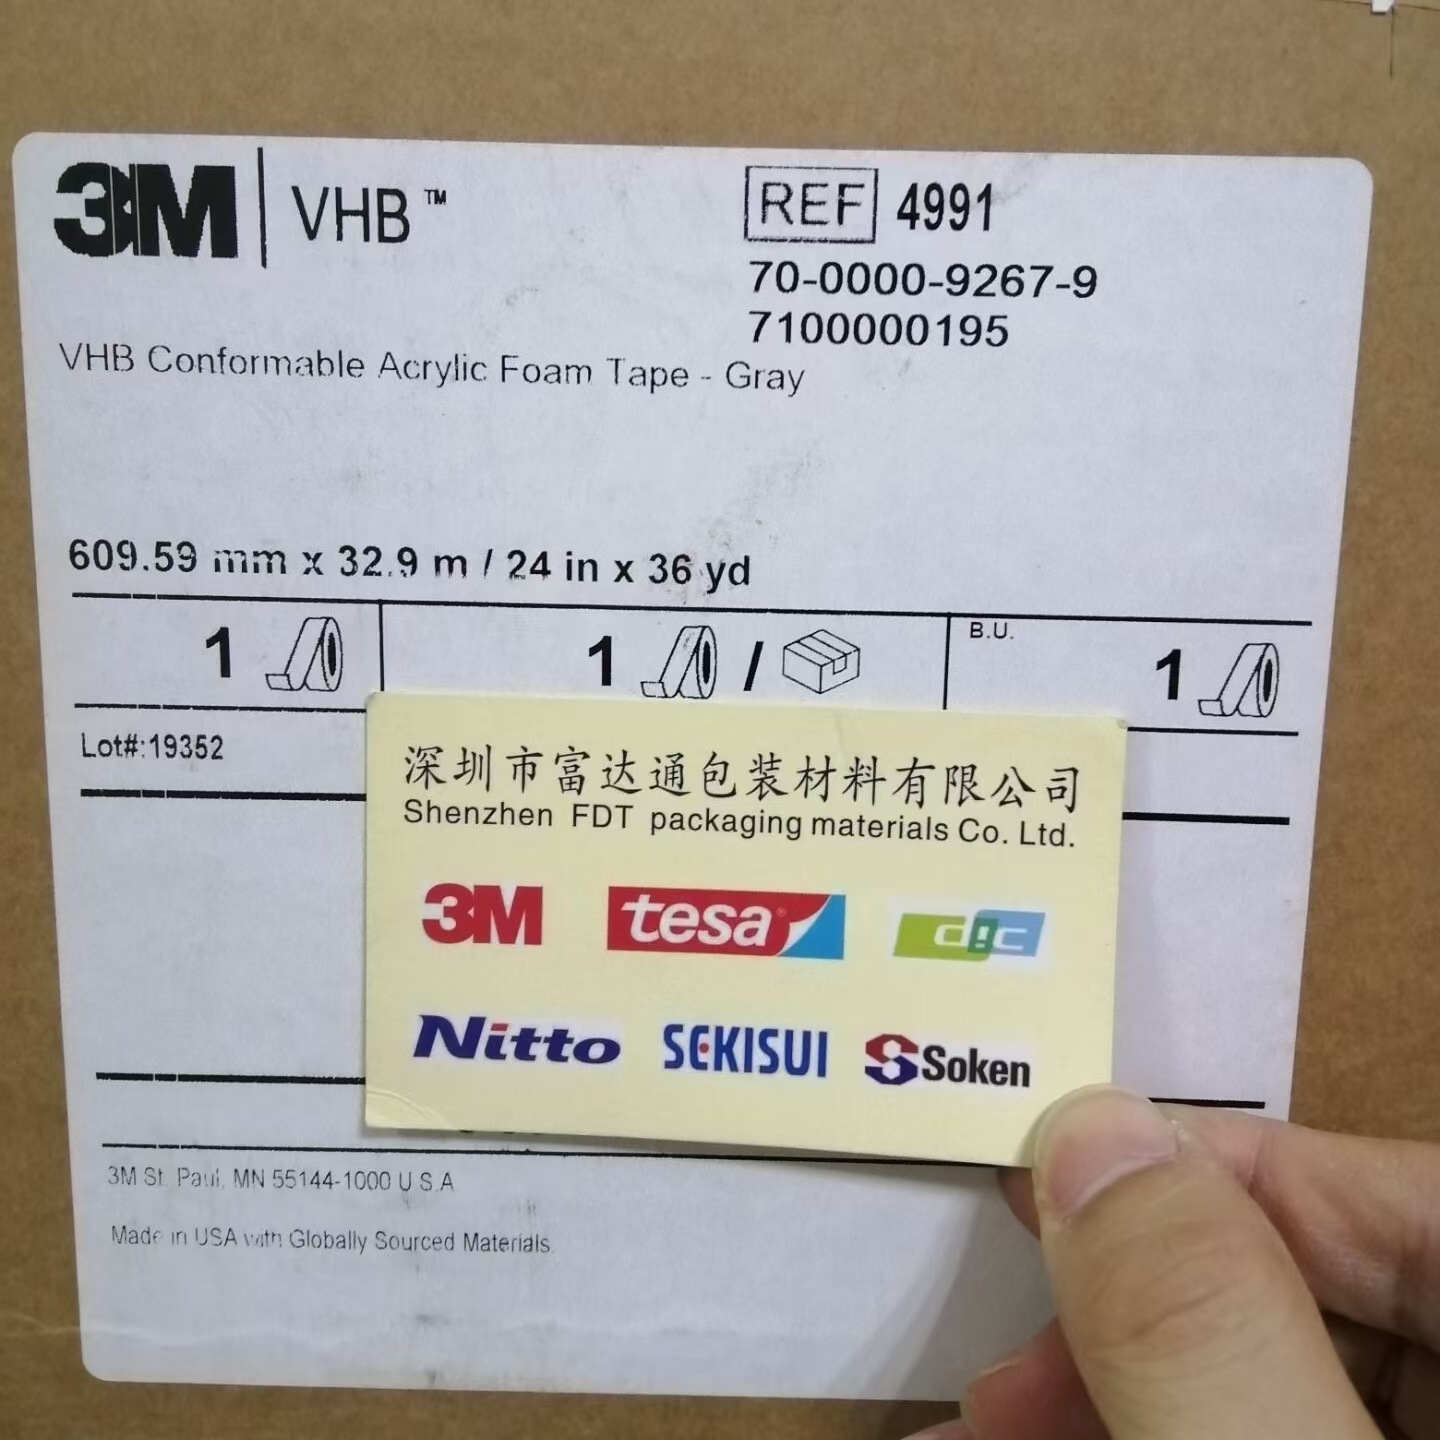 3M | VHB™
REF 4991
70-0000-9267-9
7100000195
VHB Conformable Acrylic Foam Tape - Gray
609.59 mm x 32.9 m / 24 in x 36 yd
1 1 / B.U. 1
Lot#:19352
深圳市富达通包装材料有限公司
Shenzhen FDT packaging materials Co. Ltd.
3M tesa dic
Nitto SEKISUI Soken
3M St. Paul, MN 55144-1000 U.S.A
Made in USA with Globally Sourced Materials.